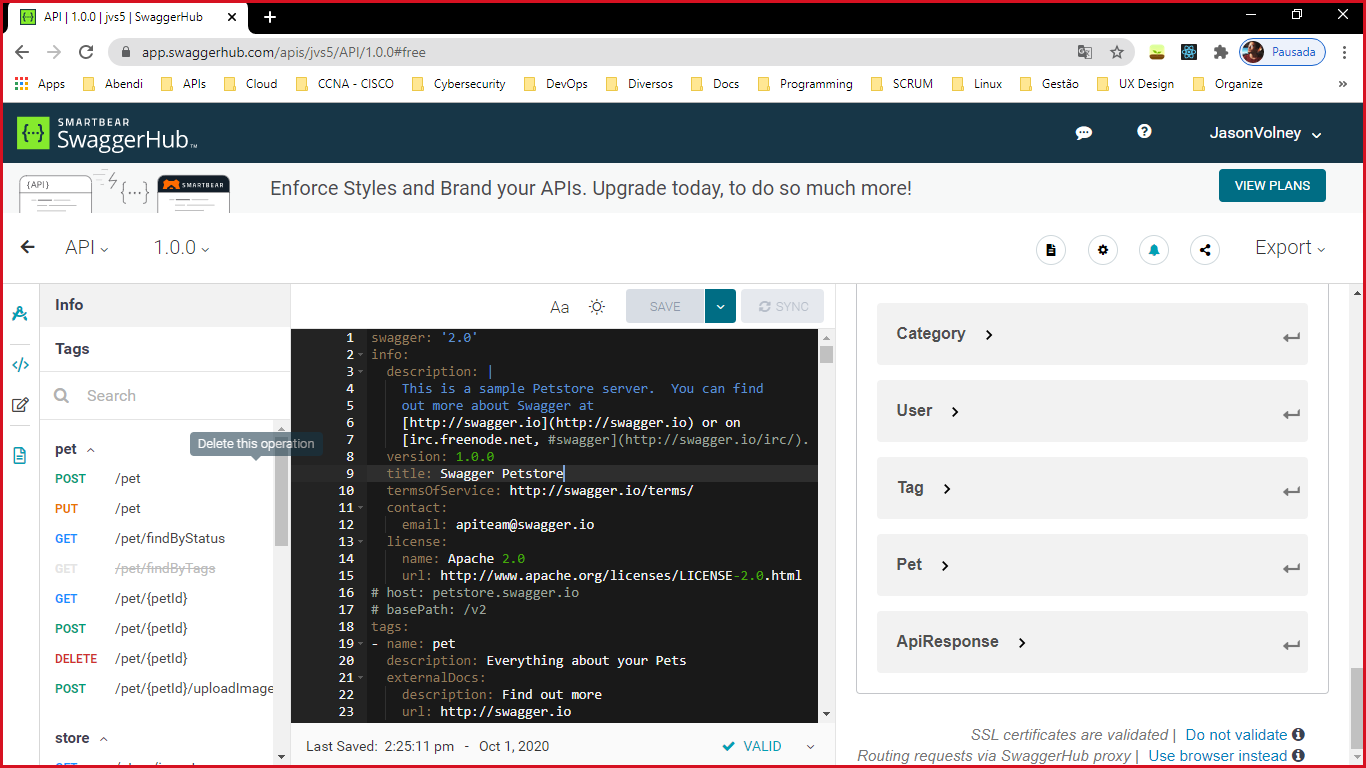 API | 1.0.0 | jvs5 | SwaggerHub
app.swaggerhub.com/apis/jvs5/API/1.0.0#free
Pausada
Apps Abendi APIs Cloud CCNA - CISCO Cybersecurity DevOps Diversos Docs Programming SCRUM Linux Gestão UX Design Organize »
SMARTBEAR
SwaggerHub™
JasonVolney
{API}
{...}
SMARTBEAR
Enforce Styles and Brand your APIs. Upgrade today, to do so much more!
VIEW PLANS
API
1.0.0
Export
Info
Tags
Search
Delete this operation
pet
POST /pet
PUT /pet
GET /pet/findByStatus
GET /pet/findByTags
GET /pet/{petId}
POST /pet/{petId}
DELETE /pet/{petId}
POST /pet/{petId}/uploadImage
store
Aa
SAVE
SYNC
1 swagger: '2.0'
2 info:
3 description: |
4 This is a sample Petstore server.  You can find
5 out more about Swagger at
6 [http://swagger.io](http://swagger.io) or on
7 [irc.freenode.net, #swagger](http://swagger.io/irc/).
8 version: 1.0.0
9 title: Swagger Petstore
10 termsOfService: http://swagger.io/terms/
11 contact:
12 email: apiteam@swagger.io
13 license:
14 name: Apache 2.0
15 url: http://www.apache.org/licenses/LICENSE-2.0.html
16 # host: petstore.swagger.io
17 # basePath: /v2
18 tags:
19 - name: pet
20 description: Everything about your Pets
21 externalDocs:
22 description: Find out more
23 url: http://swagger.io
Last Saved: 2:25:11 pm - Oct 1, 2020
VALID
Category
User
Tag
Pet
ApiResponse
SSL certificates are validated | Do not validate
Routing requests via SwaggerHub proxy | Use browser instead